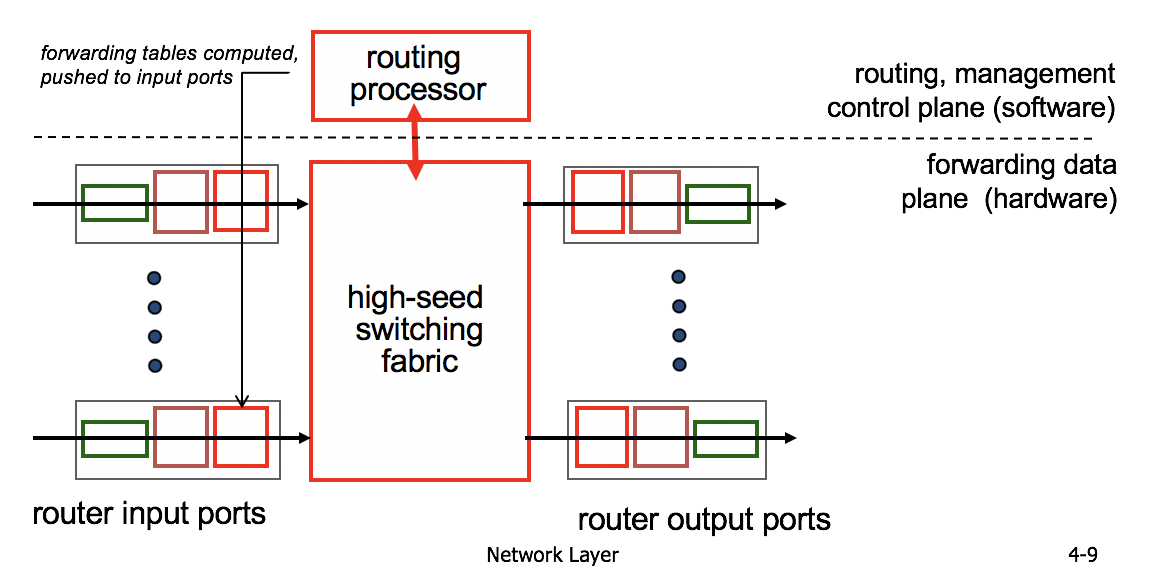 forwarding tables computed,
pushed to input ports
routing
processor
routing, management
control plane (software)
forwarding data
plane (hardware)
high-seed
switching
fabric
router input ports
router output ports
Network Layer
4-9